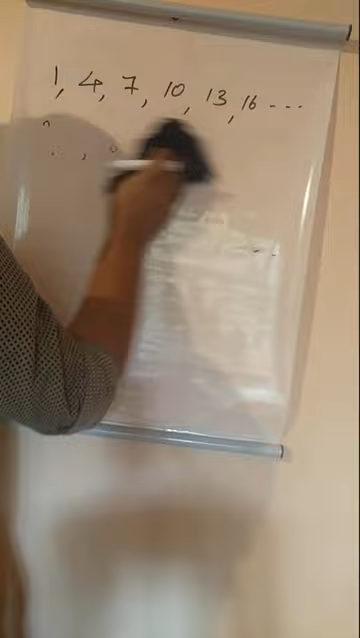 1, 4, 7, 10, 13, 16 ...